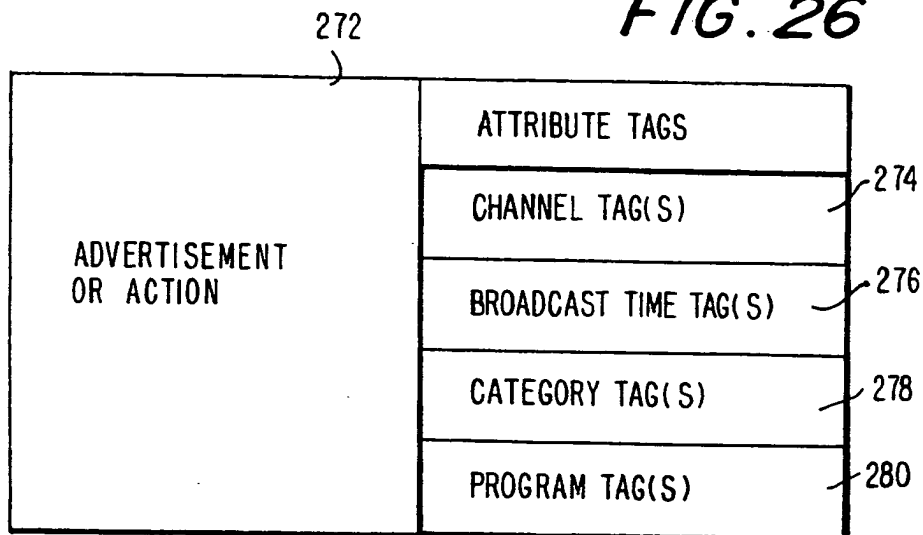 FIG. 26
272
ADVERTISEMENT
OR ACTION
ATTRIBUTE TAGS
CHANNEL TAG(S)
274
BROADCAST TIME TAG(S)
276
CATEGORY TAG(S)
278
PROGRAM TAG(S)
280